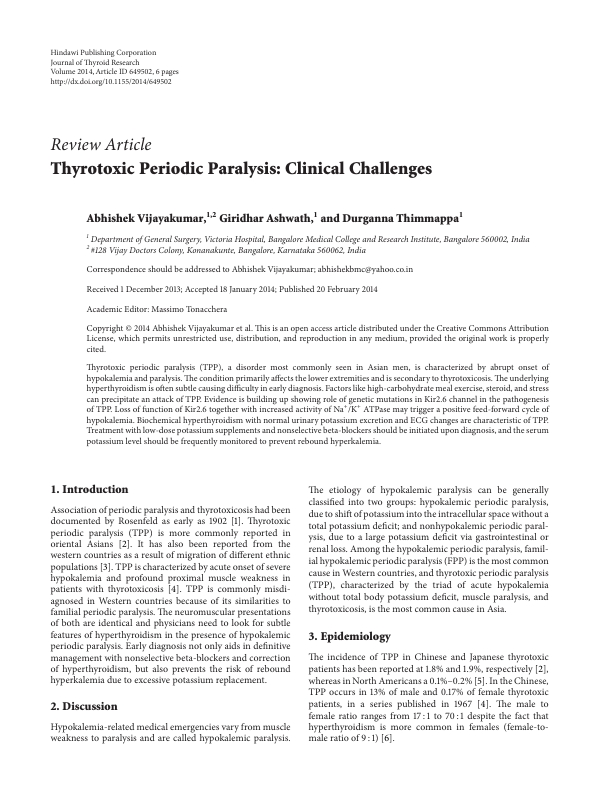 Hindawi Publishing Corporation
Journal of Thyroid Research
Volume 2014, Article ID 649502, 6 pages
http://dx.doi.org/10.1155/2014/649502
Review Article
Thyrotoxic Periodic Paralysis: Clinical Challenges
Abhishek Vijayakumar,1,2 Giridhar Ashwath,1 and Durganna Thimmappa1
1 Department of General Surgery, Victoria Hospital, Bangalore Medical College and Research Institute, Bangalore 560002, India
2 #128 Vijay Doctors Colony, Konanakunte, Bangalore, Karnataka 560062, India
Correspondence should be addressed to Abhishek Vijayakumar; abhishekbmc@yahoo.co.in
Received 1 December 2013; Accepted 18 January 2014; Published 20 February 2014
Academic Editor: Massimo Tonacchera
Copyright © 2014 Abhishek Vijayakumar et al. This is an open access article distributed under the Creative Commons Attribution
License, which permits unrestricted use, distribution, and reproduction in any medium, provided the original work is properly
cited.
Thyrotoxic periodic paralysis (TPP), a disorder most commonly seen in Asian men, is characterized by abrupt onset of
hypokalemia and paralysis. The condition primarily affects the lower extremities and is secondary to thyrotoxicosis. The underlying
hyperthyroidism is often subtle causing difficulty in early diagnosis. Factors like high-carbohydrate meal exercise, steroid, and stress
can precipitate an attack of TPP. Evidence is building up showing role of genetic mutations in Kir2.6 channel in the pathogenesis
of TPP. Loss of function of Kir2.6 together with increased activity of Na+/K+ ATPase may trigger a positive feed-forward cycle of
hypokalemia. Biochemical hyperthyroidism with normal urinary potassium excretion and ECG changes are characteristic of TPP.
Treatment with low-dose potassium supplements and nonselective beta-blockers should be initiated upon diagnosis, and the serum
potassium level should be frequently monitored to prevent rebound hyperkalemia.
1. Introduction
Association of periodic paralysis and thyrotoxicosis had been
documented by Rosenfeld as early as 1902 [1]. Thyrotoxic
periodic paralysis (TPP) is more commonly reported in
oriental Asians [2]. It has also been reported from the
western countries as a result of migration of different ethnic
populations [3]. TPP is characterized by acute onset of severe
hypokalemia and profound proximal muscle weakness in
patients with thyrotoxicosis [4]. TPP is commonly misdi-
agnosed in Western countries because of its similarities to
familial periodic paralysis. The neuromuscular presentations
of both are identical and physicians need to look for subtle
features of hyperthyroidism in the presence of hypokalemic
periodic paralysis. Early diagnosis not only aids in definitive
management with nonselective beta-blockers and correction
of hyperthyroidism, but also prevents the risk of rebound
hyperkalemia due to excessive potassium replacement.
2. Discussion
Hypokalemia-related medical emergencies vary from muscle
weakness to paralysis and are called hypokalemic paralysis.
The etiology of hypokalemic paralysis can be generally
classified into two groups: hypokalemic periodic paralysis,
due to shift of potassium into the intracellular space without a
total potassium deficit; and nonhypokalemic periodic paral-
ysis, due to a large potassium deficit via gastrointestinal or
renal loss. Among the hypokalemic periodic paralysis, famil-
ial hypokalemic periodic paralysis (FPP) is the most common
cause in Western countries, and thyrotoxic periodic paralysis
(TPP), characterized by the triad of acute hypokalemia
without total body potassium deficit, muscle paralysis, and
thyrotoxicosis, is the most common cause in Asia.
3. Epidemiology
The incidence of TPP in Chinese and Japanese thyrotoxic
patients has been reported at 1.8% and 1.9%, respectively [2],
whereas in North Americans a 0.1%–0.2% [5]. In the Chinese,
TPP occurs in 13% of male and 0.17% of female thyrotoxic
patients, in a series published in 1967 [4]. The male to
female ratio ranges from 17 : 1 to 70 : 1 despite the fact that
hyperthyroidism is more common in females (female-to-
male ratio of 9 : 1) [6].